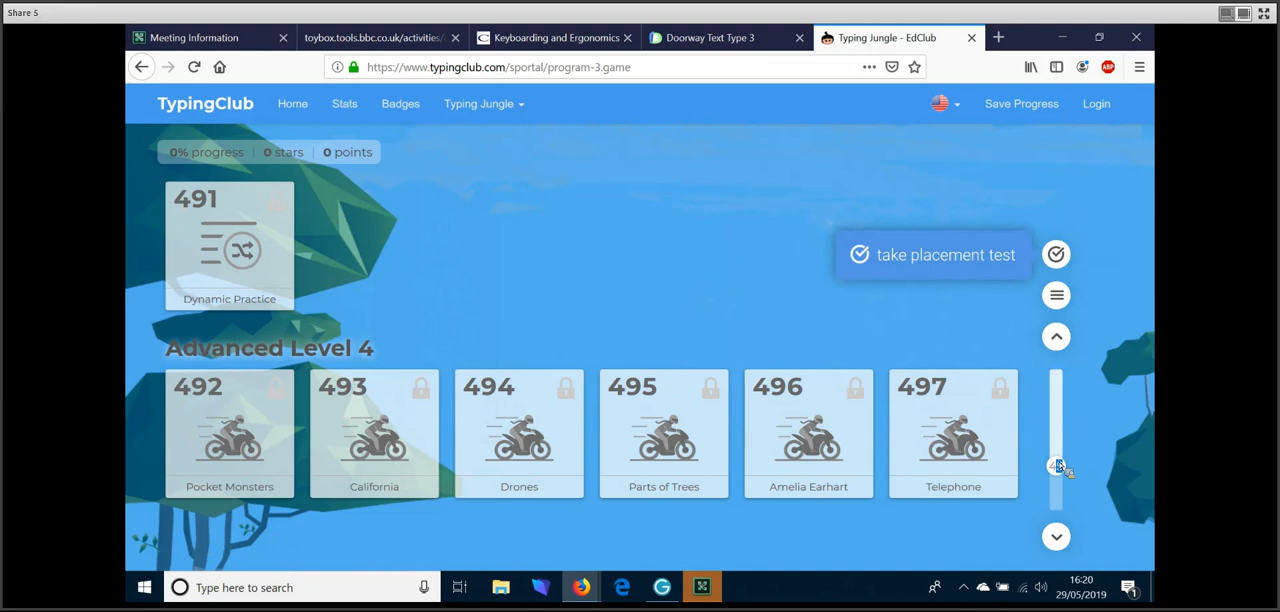 Share 5
Meeting Information
toybox.tools.bbc.co.uk/activities/
Keyboarding and Ergonomics
Doorway Text Type 3
Typing Jungle - EdClub
https://www.typingclub.com/sportal/program-3.game
ABP
TypingClub Home Stats Badges Typing Jungle Save Progress Login
0% progress 0 stars 0 points
491
Dynamic Practice
take placement test
Advanced Level 4
492 493 494 495 496 497
Pocket Monsters California Drones Parts of Trees Amelia Earhart Telephone
Type here to search
16:20
29/05/2019
1